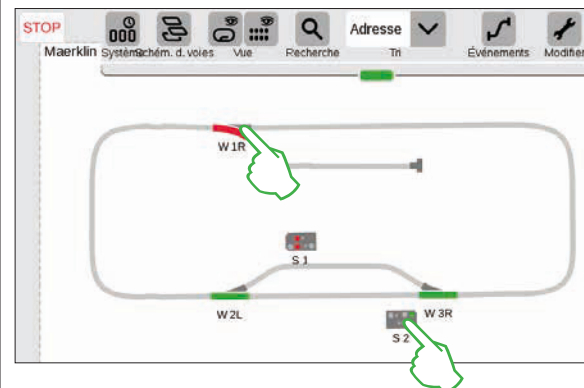 STOP
Adresse
Maerklin Système Schém. d. voies Vue Recherche Tri Événements Modifier
W 1R
S 1
W 2L
W 3R
S 2